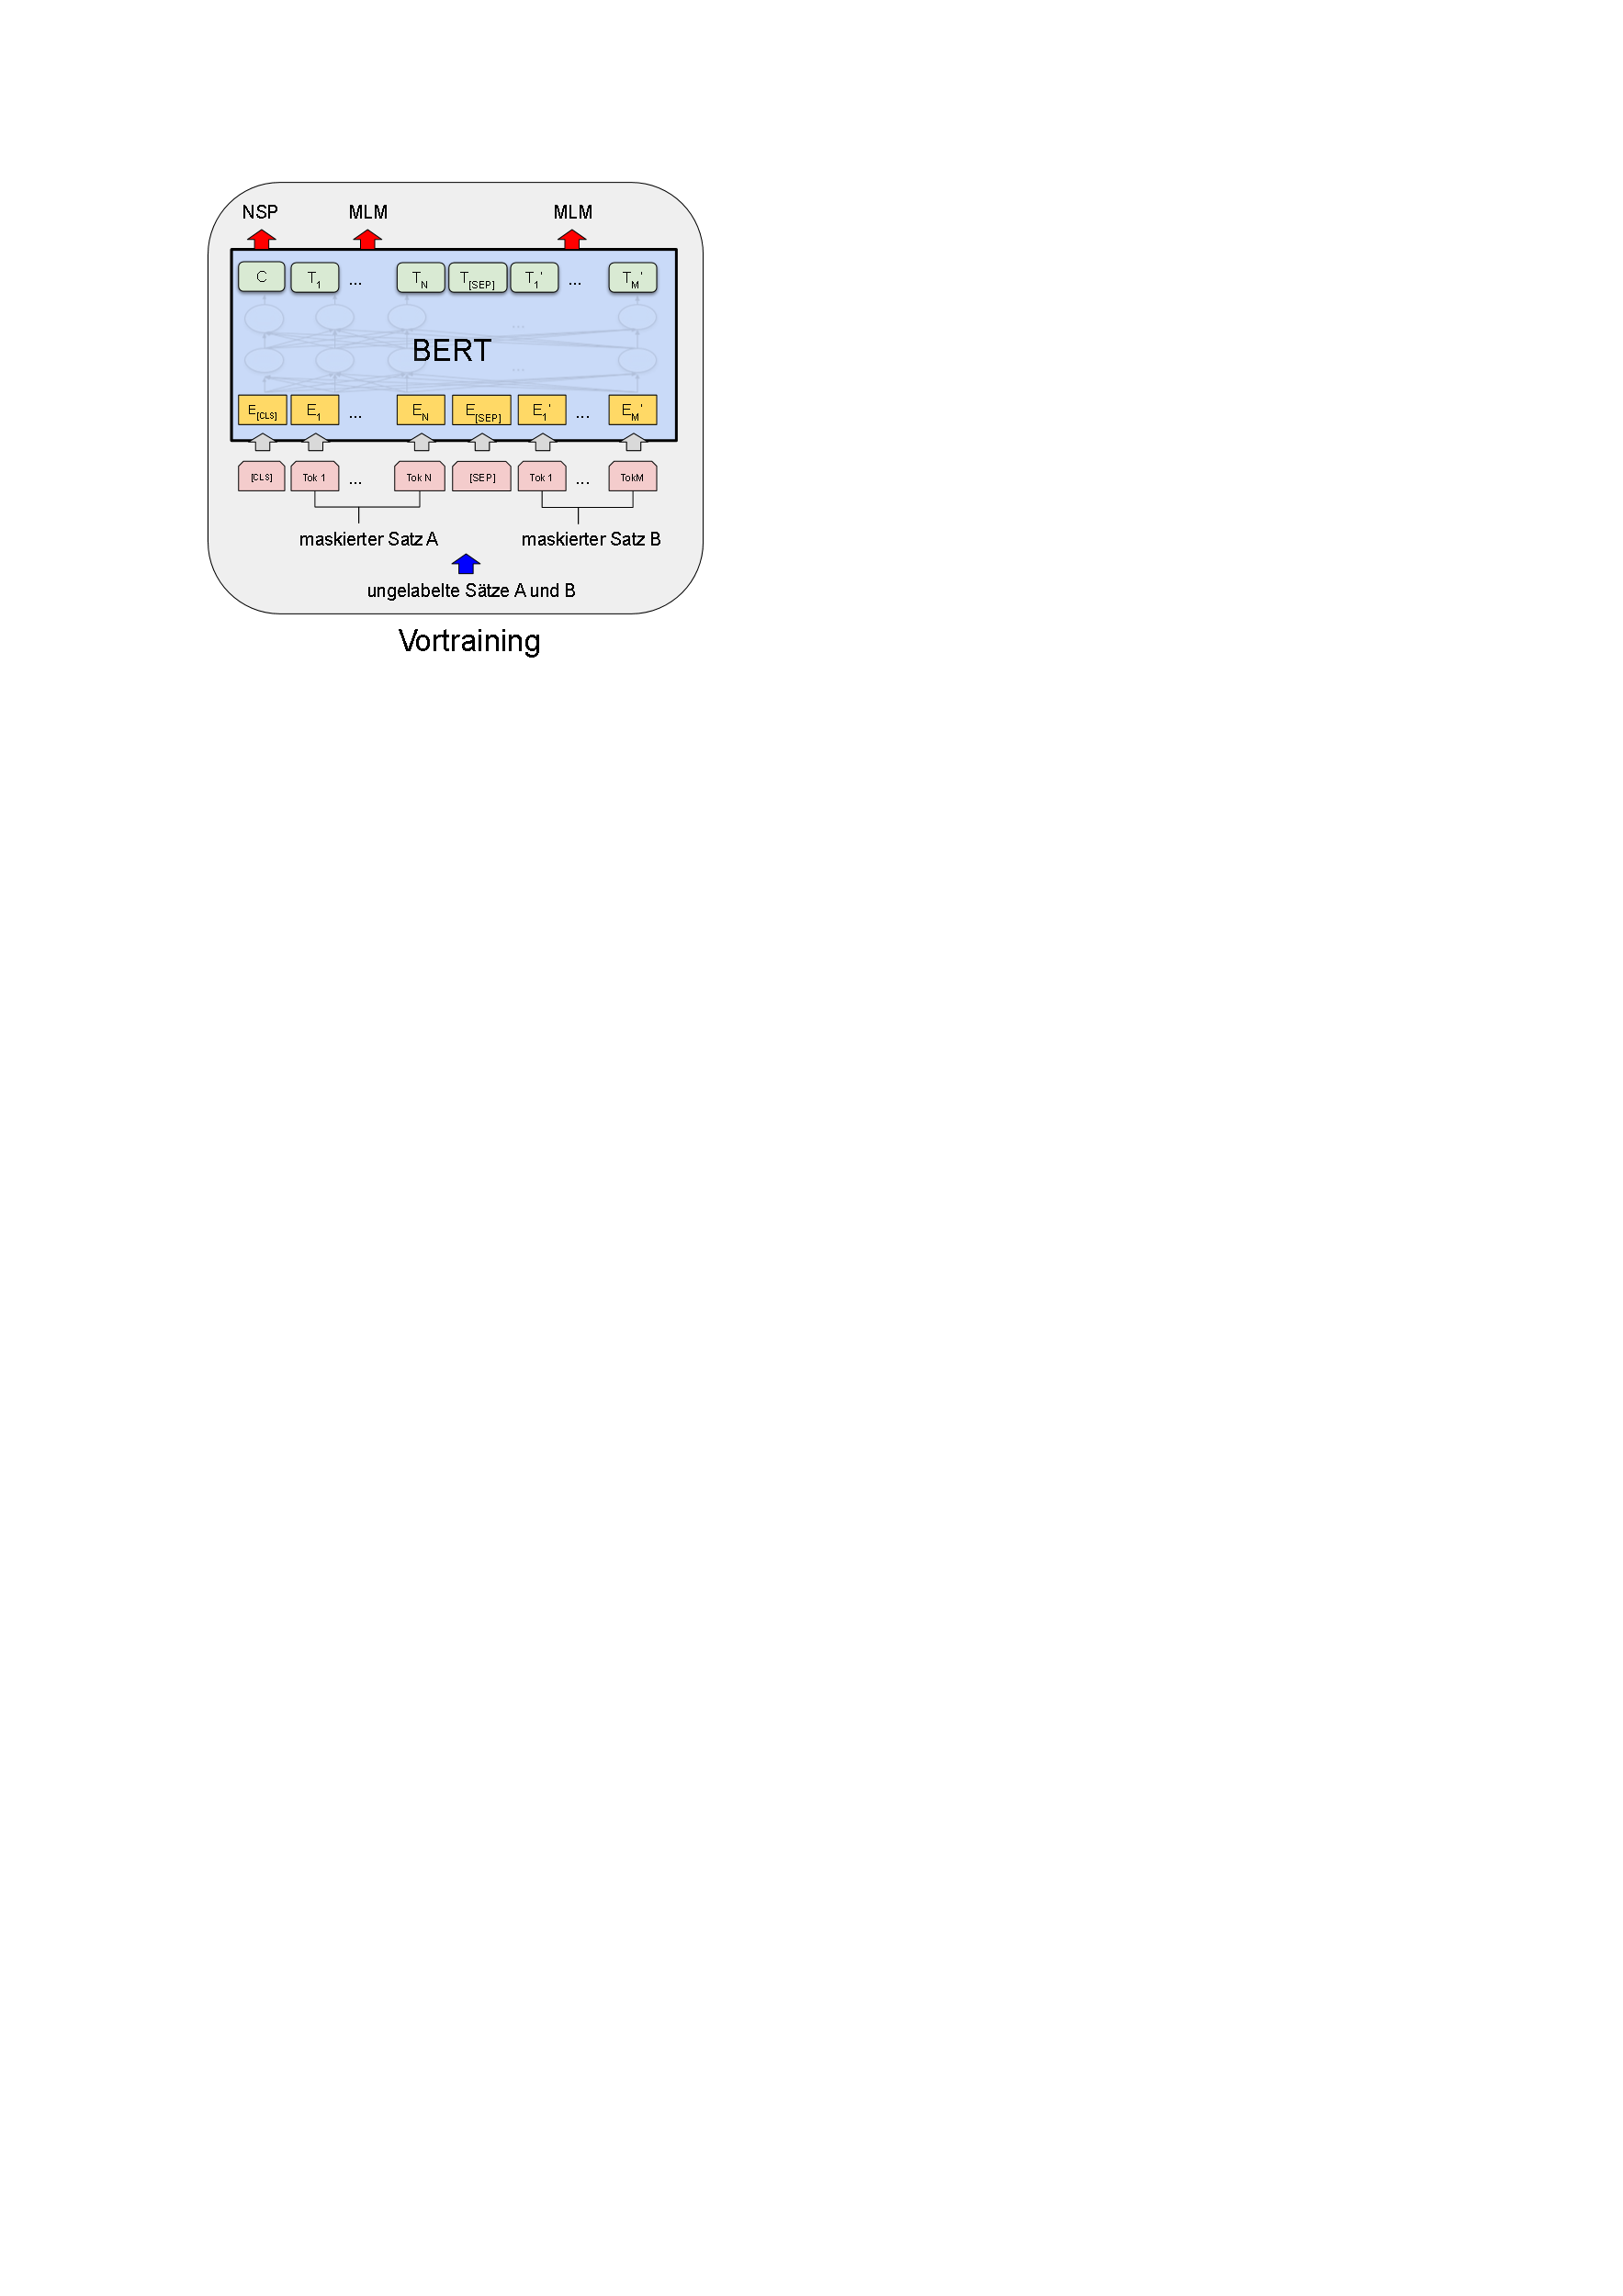 NSP MLM MLM
C T1 ... TN T[SEP] T1' ... TM'
...
BERT
...
E[CLS] E1 ... EN E[SEP] E1' ... EM'
[CLS] Tok 1 ... Tok N [SEP] Tok 1 ... TokM
maskierter Satz A maskierter Satz B
ungelabelte Sätze A und B
Vortraining